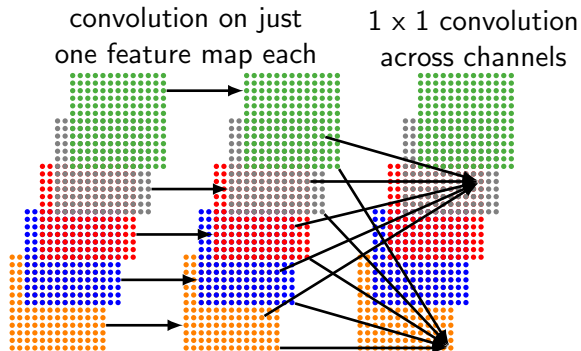 convolution on just
one feature map each
1 x 1 convolution
across channels